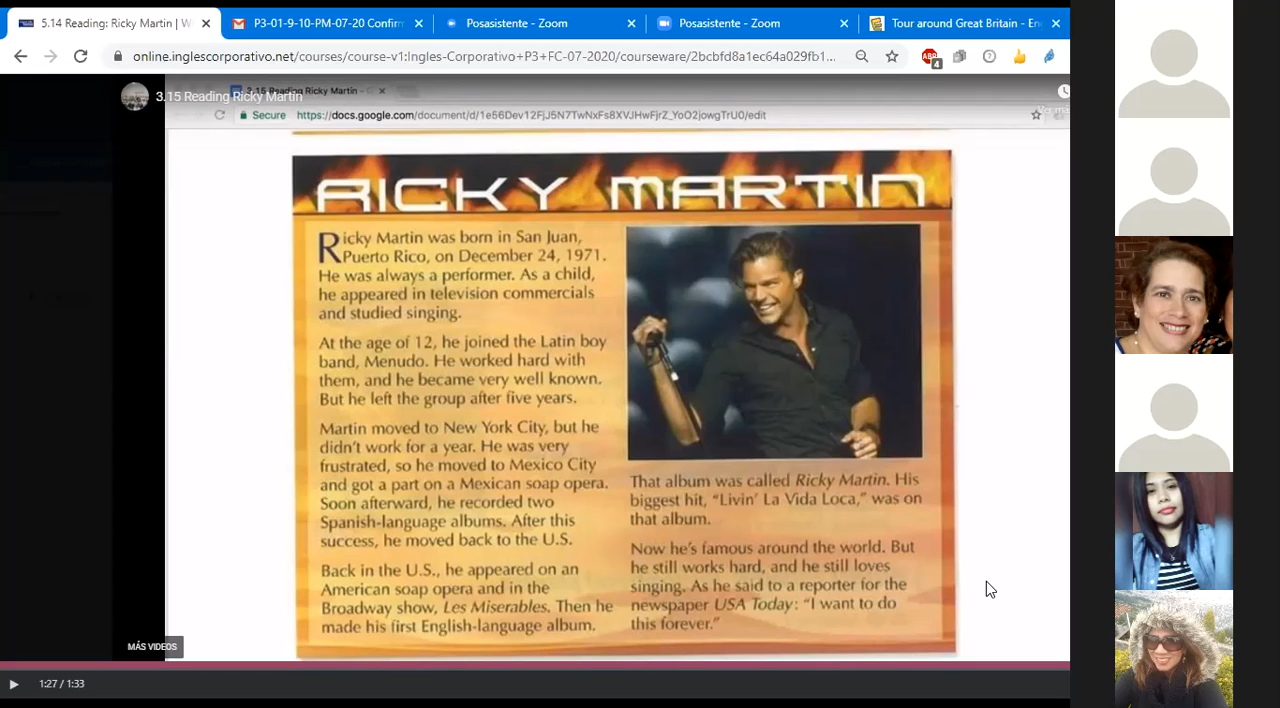 5.14 Reading: Ricky Martin | W
P3-01-9-10-PM-07-20 Confirm
Posasistente - Zoom
Posasistente - Zoom
Tour around Great Britain - En
online.inglescorporativo.net/courses/course-v1:Ingles-Corporativo+P3+FC-07-2020/courseware/2bcbfd8a1ec64a029fb1...
4
3.15 Reading Ricky Martin
Secure https://docs.google.com/document/d/1e56Dev12FjJ5N7TwNxFs8XVJHwFjrZ_YoO2jowgTrU0/edit
RICKY MARTIN
Ricky Martin was born in San Juan,
Puerto Rico, on December 24, 1971.
He was always a performer. As a child,
he appeared in television commercials
and studied singing.
At the age of 12, he joined the Latin boy
band, Menudo. He worked hard with
them, and he became very well known.
But he left the group after five years.
Martin moved to New York City, but he
didn't work for a year. He was very
frustrated, so he moved to Mexico City
and got a part on a Mexican soap opera.
Soon afterward, he recorded two
Spanish-language albums. After this
success, he moved back to the U.S.
Back in the U.S., he appeared on an
American soap opera and in the
Broadway show, Les Miserables. Then he
made his first English-language album.
That album was called Ricky Martin. His
biggest hit, "Livin' La Vida Loca," was on
that album.
Now he's famous around the world. But
he still works hard, and he still loves
singing. As he said to a reporter for the
newspaper USA Today: "I want to do
this forever."
MÁS VIDEOS
1:27 / 1:33